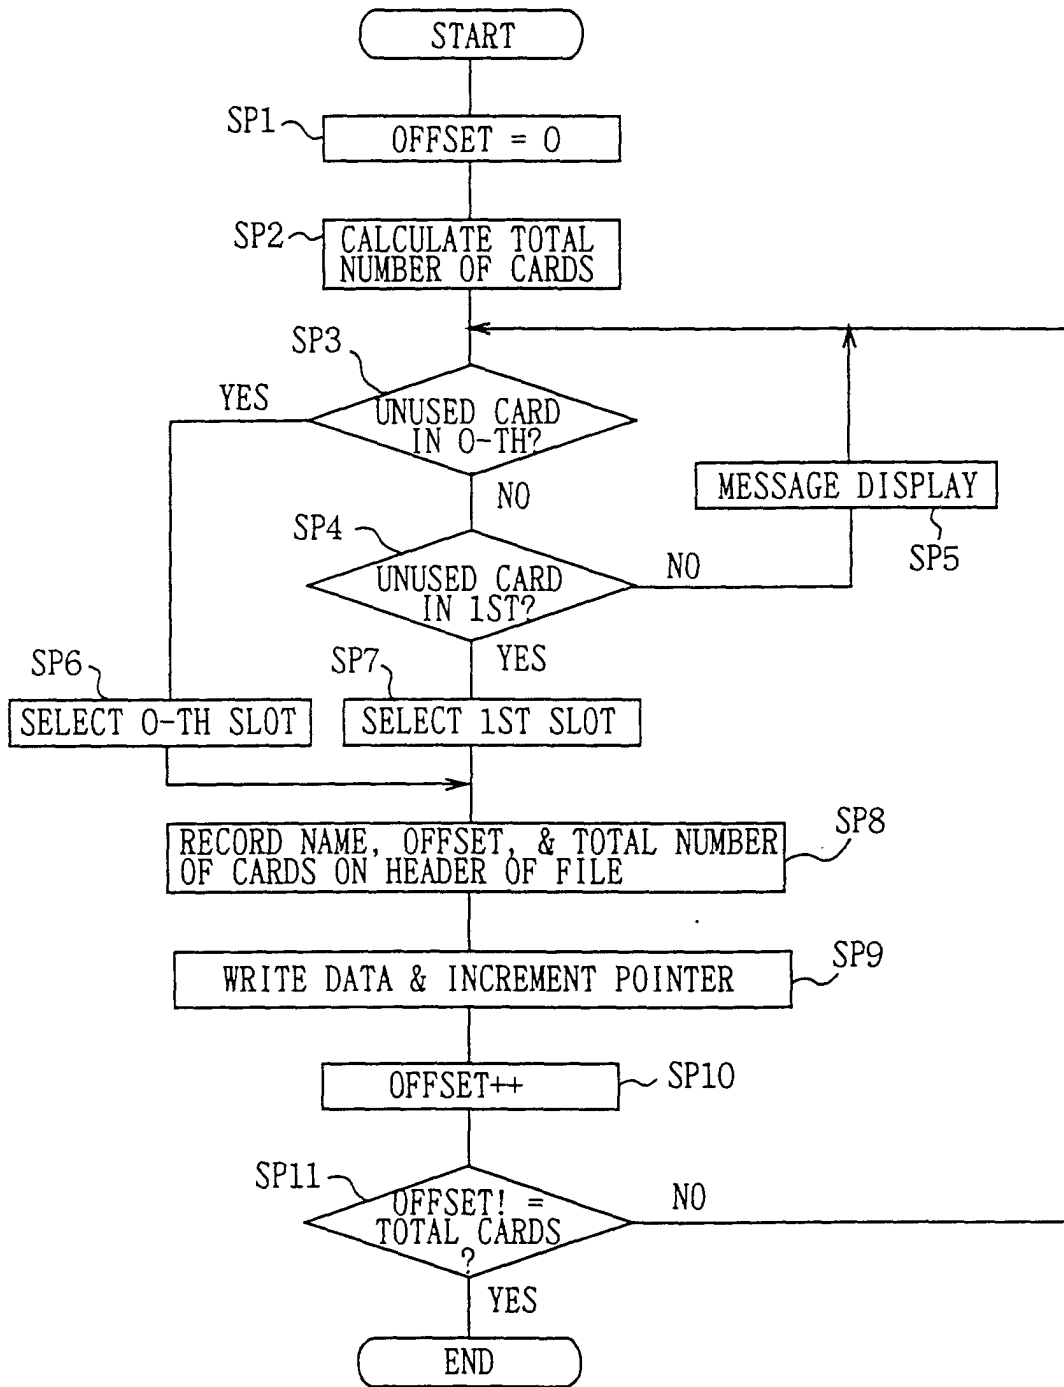 START
SP1
OFFSET = 0
SP2
CALCULATE TOTAL
NUMBER OF CARDS
SP3
YES
UNUSED CARD
IN 0-TH?
NO
MESSAGE DISPLAY
SP5
SP4
UNUSED CARD
IN 1ST?
NO
YES
SP6
SELECT 0-TH SLOT
SP7
SELECT 1ST SLOT
RECORD NAME, OFFSET, & TOTAL NUMBER
OF CARDS ON HEADER OF FILE
SP8
WRITE DATA & INCREMENT POINTER
SP9
OFFSET++
SP10
SP11
OFFSET! =
TOTAL CARDS
?
NO
YES
END